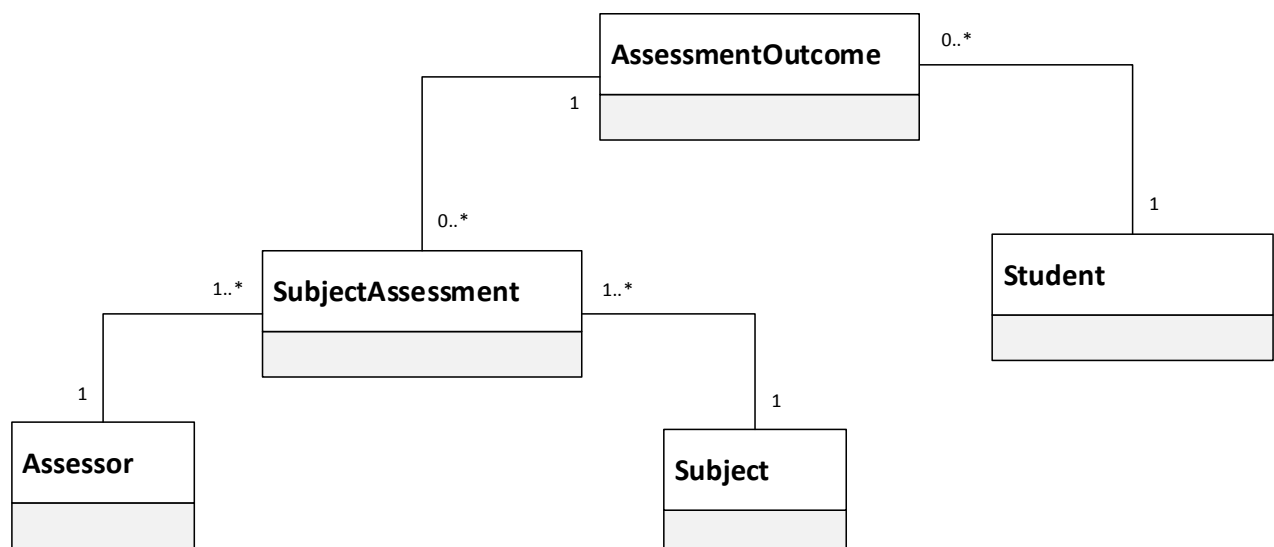 AssessmentOutcome
0..*
1
0..*
1
SubjectAssessment
Student
1..*
1..*
1
1
Assessor
Subject